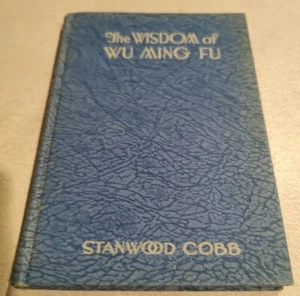 The WISDOM of
WU MING FU
STANWOOD COBB